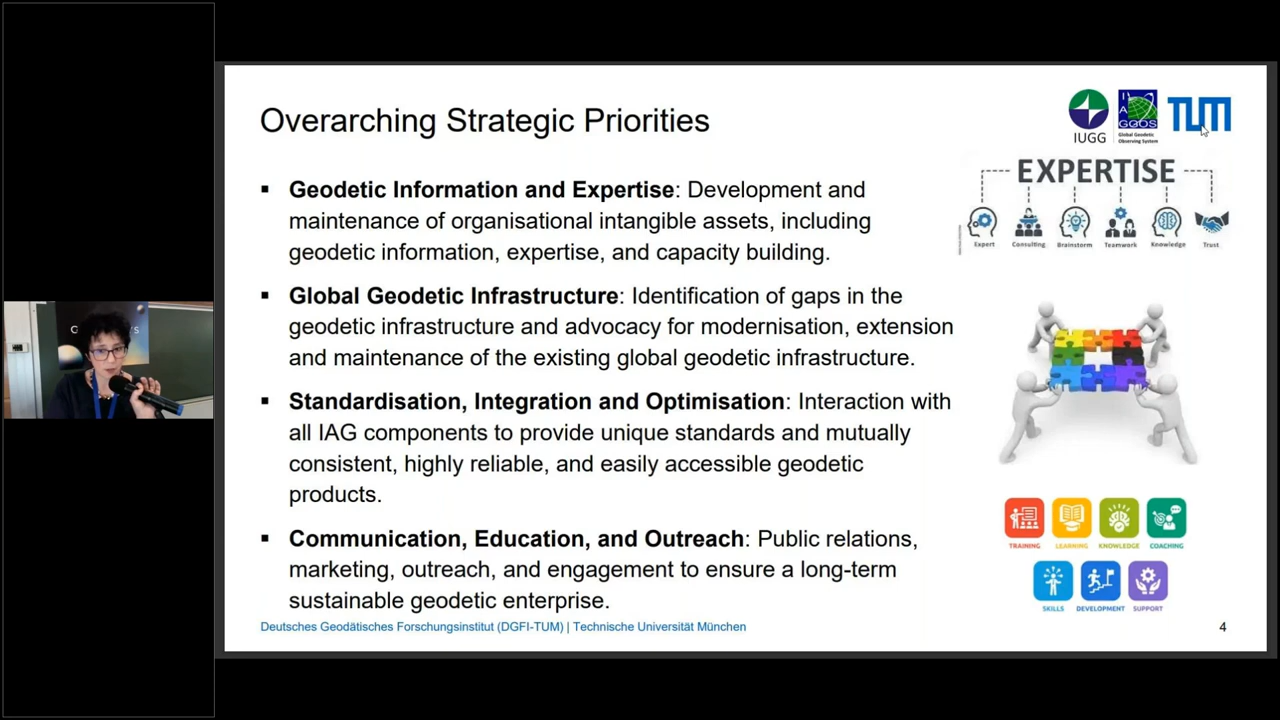 Overarching Strategic Priorities
IUGG
I
A
G
GGOS
Global Geodetic
Observing System
TUM
▪ Geodetic Information and Expertise: Development and
maintenance of organisational intangible assets, including
geodetic information, expertise, and capacity building.
EXPERTISE
Expert Consulting Brainstorm Teamwork Knowledge Trust
▪ Global Geodetic Infrastructure: Identification of gaps in the
geodetic infrastructure and advocacy for modernisation, extension
and maintenance of the existing global geodetic infrastructure.
▪ Standardisation, Integration and Optimisation: Interaction with
all IAG components to provide unique standards and mutually
consistent, highly reliable, and easily accessible geodetic
products.
▪ Communication, Education, and Outreach: Public relations,
marketing, outreach, and engagement to ensure a long-term
sustainable geodetic enterprise.
TRAINING LEARNING KNOWLEDGE COACHING
SKILLS DEVELOPMENT SUPPORT
Deutsches Geodätisches Forschungsinstitut (DGFI-TUM) | Technische Universität München
4